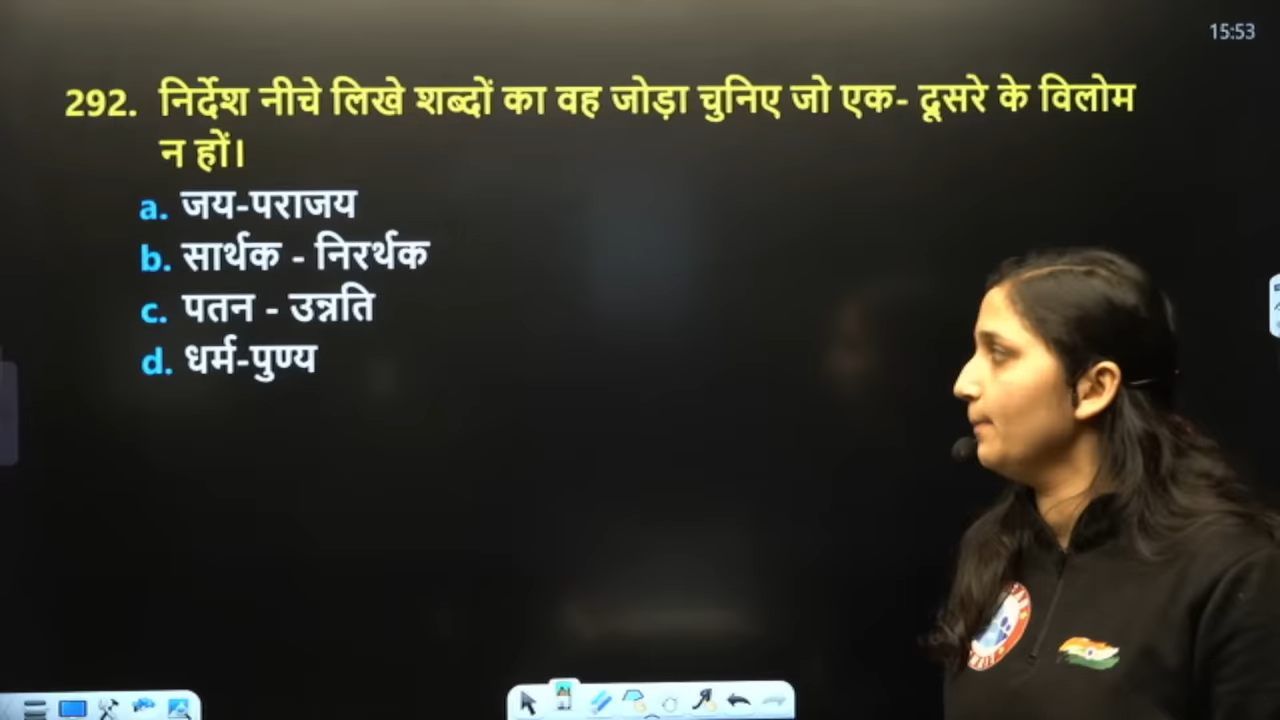 15:53
292. निर्देश नीचे लिखे शब्दों का वह जोड़ा चुनिए जो एक- दूसरे के विलोम
न हों।
a. जय-पराजय
b. सार्थक - निरर्थक
c. पतन - उन्नति
d. धर्म-पुण्य